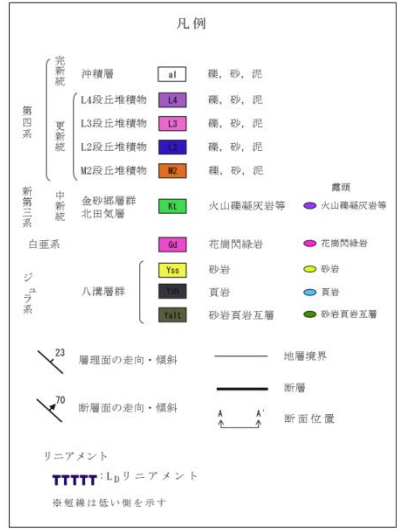 凡例
完新統 沖積層 al 礫，砂，泥
第四系 更新統 L4段丘堆積物 L4 礫，砂，泥
L3段丘堆積物 L3 礫，砂，泥
L2段丘堆積物 L2 礫，砂，泥
M2段丘堆積物 M2 礫，砂，泥
露頭
新第三系 中新統 金砂郷層群
北田気層 Kt 火山礫凝灰岩等 火山礫凝灰岩等
白亜系 Gd 花崗閃緑岩 花崗閃緑岩
ジュラ系 八溝層群 Yss 砂岩 砂岩
頁岩 頁岩
Yalt 砂岩頁岩互層 砂岩頁岩互層
23 層理面の走向・傾斜 地層境界
断層
70 断層面の走向・傾斜 A A' 断面位置
リニアメント
：LDリニアメント
※短線は低い側を示す